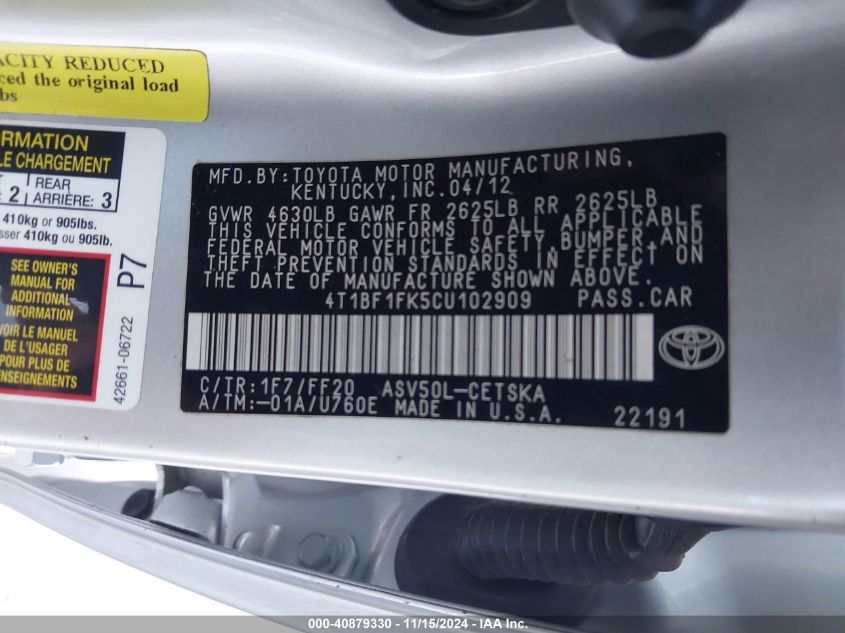 ACITY REDUCED
ced the original load
bs
ORMATION
LE CHARGEMENT
2 REAR ARRIÈRE: 3
410kg or 905lbs.
sser 410kg ou 905lb.
SEE OWNER'S
MANUAL FOR
ADDITIONAL
INFORMATION
VOIR LE MANUEL
DE L'USAGER
POUR PLUS DE
RENSEIGNEMENTS
42661-06722 P7
MFD.BY:TOYOTA MOTOR MANUFACTURING,
KENTUCKY, INC. 04/12
GVWR 4630LB GAWR FR 2625LB RR 2625LB
THIS VEHICLE CONFORMS TO ALL APPLICABLE
FEDERAL MOTOR VEHICLE SAFETY,BUMPER,AND
THEFT PREVENTION STANDARDS IN EFFECT ON
THE DATE OF MANUFACTURE SHOWN ABOVE.
4T1BF1FK5CU102909 PASS.CAR
C/TR:1F7/FF20 ASV50L-CETSKA
A/TM:-01A/U760E MADE IN U.S.A.
22191
000-40879330 - 11/15/2024 - IAA Inc.